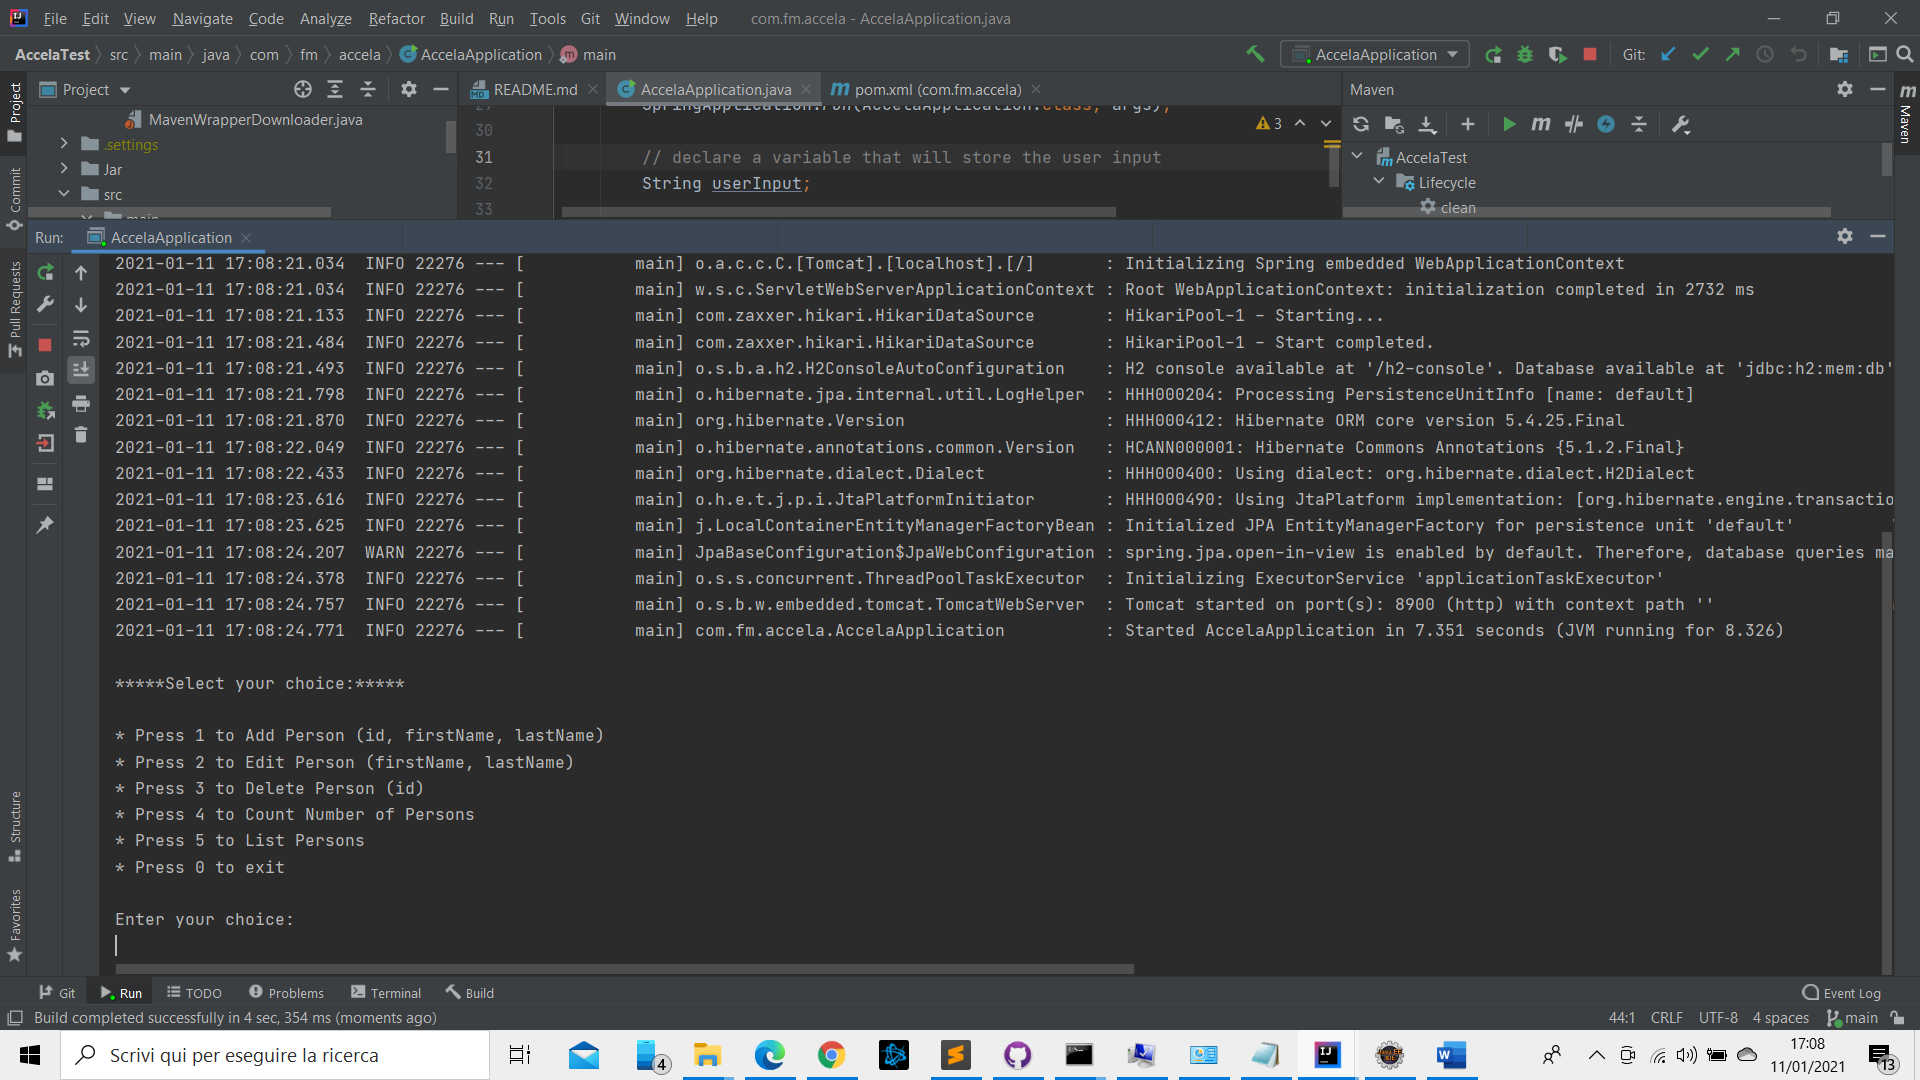 File Edit View Navigate Code Analyze Refactor Build Run Tools Git Window Help com.fm.accela - AccelaApplication.java
AccelaTest src main java com fm accela AccelaApplication main AccelaApplication Git:
Project README.md AccelaApplication.java pom.xml (com.fm.accela) Maven
MavenWrapperDownloader.java
.settings
Jar
src
main
SpringApplication.run(AccelaApplication.class, args);
30
31 // declare a variable that will store the user input
32 String userInput;
33
3
AccelaTest
Lifecycle
clean
Project
Commit
Pull Requests
Structure
Favorites
Maven
Run: AccelaApplication
2021-01-11 17:08:21.034 INFO 22276 --- [ main] o.a.c.c.C.[Tomcat].[localhost].[/] : Initializing Spring embedded WebApplicationContext
2021-01-11 17:08:21.034 INFO 22276 --- [ main] w.s.c.ServletWebServerApplicationContext : Root WebApplicationContext: initialization completed in 2732 ms
2021-01-11 17:08:21.133 INFO 22276 --- [ main] com.zaxxer.hikari.HikariDataSource : HikariPool-1 - Starting...
2021-01-11 17:08:21.484 INFO 22276 --- [ main] com.zaxxer.hikari.HikariDataSource : HikariPool-1 - Start completed.
2021-01-11 17:08:21.493 INFO 22276 --- [ main] o.s.b.a.h2.H2ConsoleAutoConfiguration : H2 console available at '/h2-console'. Database available at 'jdbc:h2:mem:db'
2021-01-11 17:08:21.798 INFO 22276 --- [ main] o.hibernate.jpa.internal.util.LogHelper : HHH000204: Processing PersistenceUnitInfo [name: default]
2021-01-11 17:08:21.870 INFO 22276 --- [ main] org.hibernate.Version : HHH000412: Hibernate ORM core version 5.4.25.Final
2021-01-11 17:08:22.049 INFO 22276 --- [ main] o.hibernate.annotations.common.Version : HCANN000001: Hibernate Commons Annotations {5.1.2.Final}
2021-01-11 17:08:22.433 INFO 22276 --- [ main] org.hibernate.dialect.Dialect : HHH000400: Using dialect: org.hibernate.dialect.H2Dialect
2021-01-11 17:08:23.616 INFO 22276 --- [ main] o.h.e.t.j.p.i.JtaPlatformInitiator : HHH000490: Using JtaPlatform implementation: [org.hibernate.engine.transactio
2021-01-11 17:08:23.625 INFO 22276 --- [ main] j.LocalContainerEntityManagerFactoryBean : Initialized JPA EntityManagerFactory for persistence unit 'default'
2021-01-11 17:08:24.207 WARN 22276 --- [ main] JpaBaseConfiguration$JpaWebConfiguration : spring.jpa.open-in-view is enabled by default. Therefore, database queries ma
2021-01-11 17:08:24.378 INFO 22276 --- [ main] o.s.s.concurrent.ThreadPoolTaskExecutor : Initializing ExecutorService 'applicationTaskExecutor'
2021-01-11 17:08:24.757 INFO 22276 --- [ main] o.s.b.w.embedded.tomcat.TomcatWebServer : Tomcat started on port(s): 8900 (http) with context path ''
2021-01-11 17:08:24.771 INFO 22276 --- [ main] com.fm.accela.AccelaApplication : Started AccelaApplication in 7.351 seconds (JVM running for 8.326)
*****Select your choice:*****
* Press 1 to Add Person (id, firstName, lastName)
* Press 2 to Edit Person (firstName, lastName)
* Press 3 to Delete Person (id)
* Press 4 to Count Number of Persons
* Press 5 to List Persons
* Press 0 to exit
Enter your choice:
Git Run TODO Problems Terminal Build Event Log
Build completed successfully in 4 sec, 354 ms (moments ago) 44:1 CRLF UTF-8 4 spaces main
Scrivi qui per eseguire la ricerca 4 17:08
11/01/2021 13